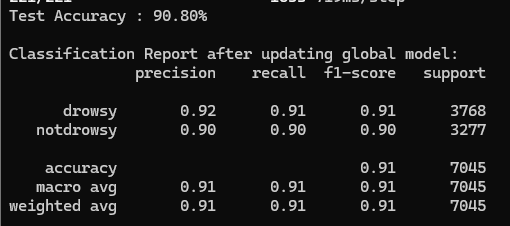 Test Accuracy : 90.80%
Classification Report after updating global model:
precision recall f1-score support
drowsy 0.92 0.91 0.91 3768
notdrowsy 0.90 0.90 0.90 3277
accuracy 0.91 7045
macro avg 0.91 0.91 0.91 7045
weighted avg 0.91 0.91 0.91 7045